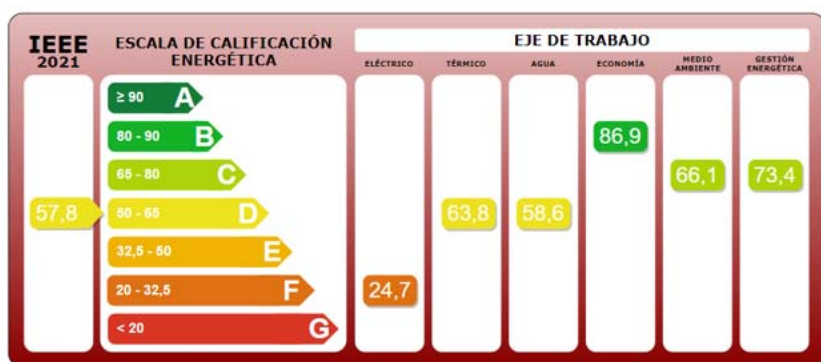 IEEE
2021
ESCALA DE CALIFICACIÓN
ENERGÉTICA
EJE DE TRABAJO
ELÉCTRICO
TÉRMICO
AGUA
ECONOMÍA
MEDIO
AMBIENTE
GESTIÓN
ENERGÉTICA
≥ 90 A
80 - 90 B
86,9
65 - 80 C
66,1
73,4
57,8
50 - 65 D
63,8
58,6
32,5 - 50 E
20 - 32,5 F
24,7
< 20 G